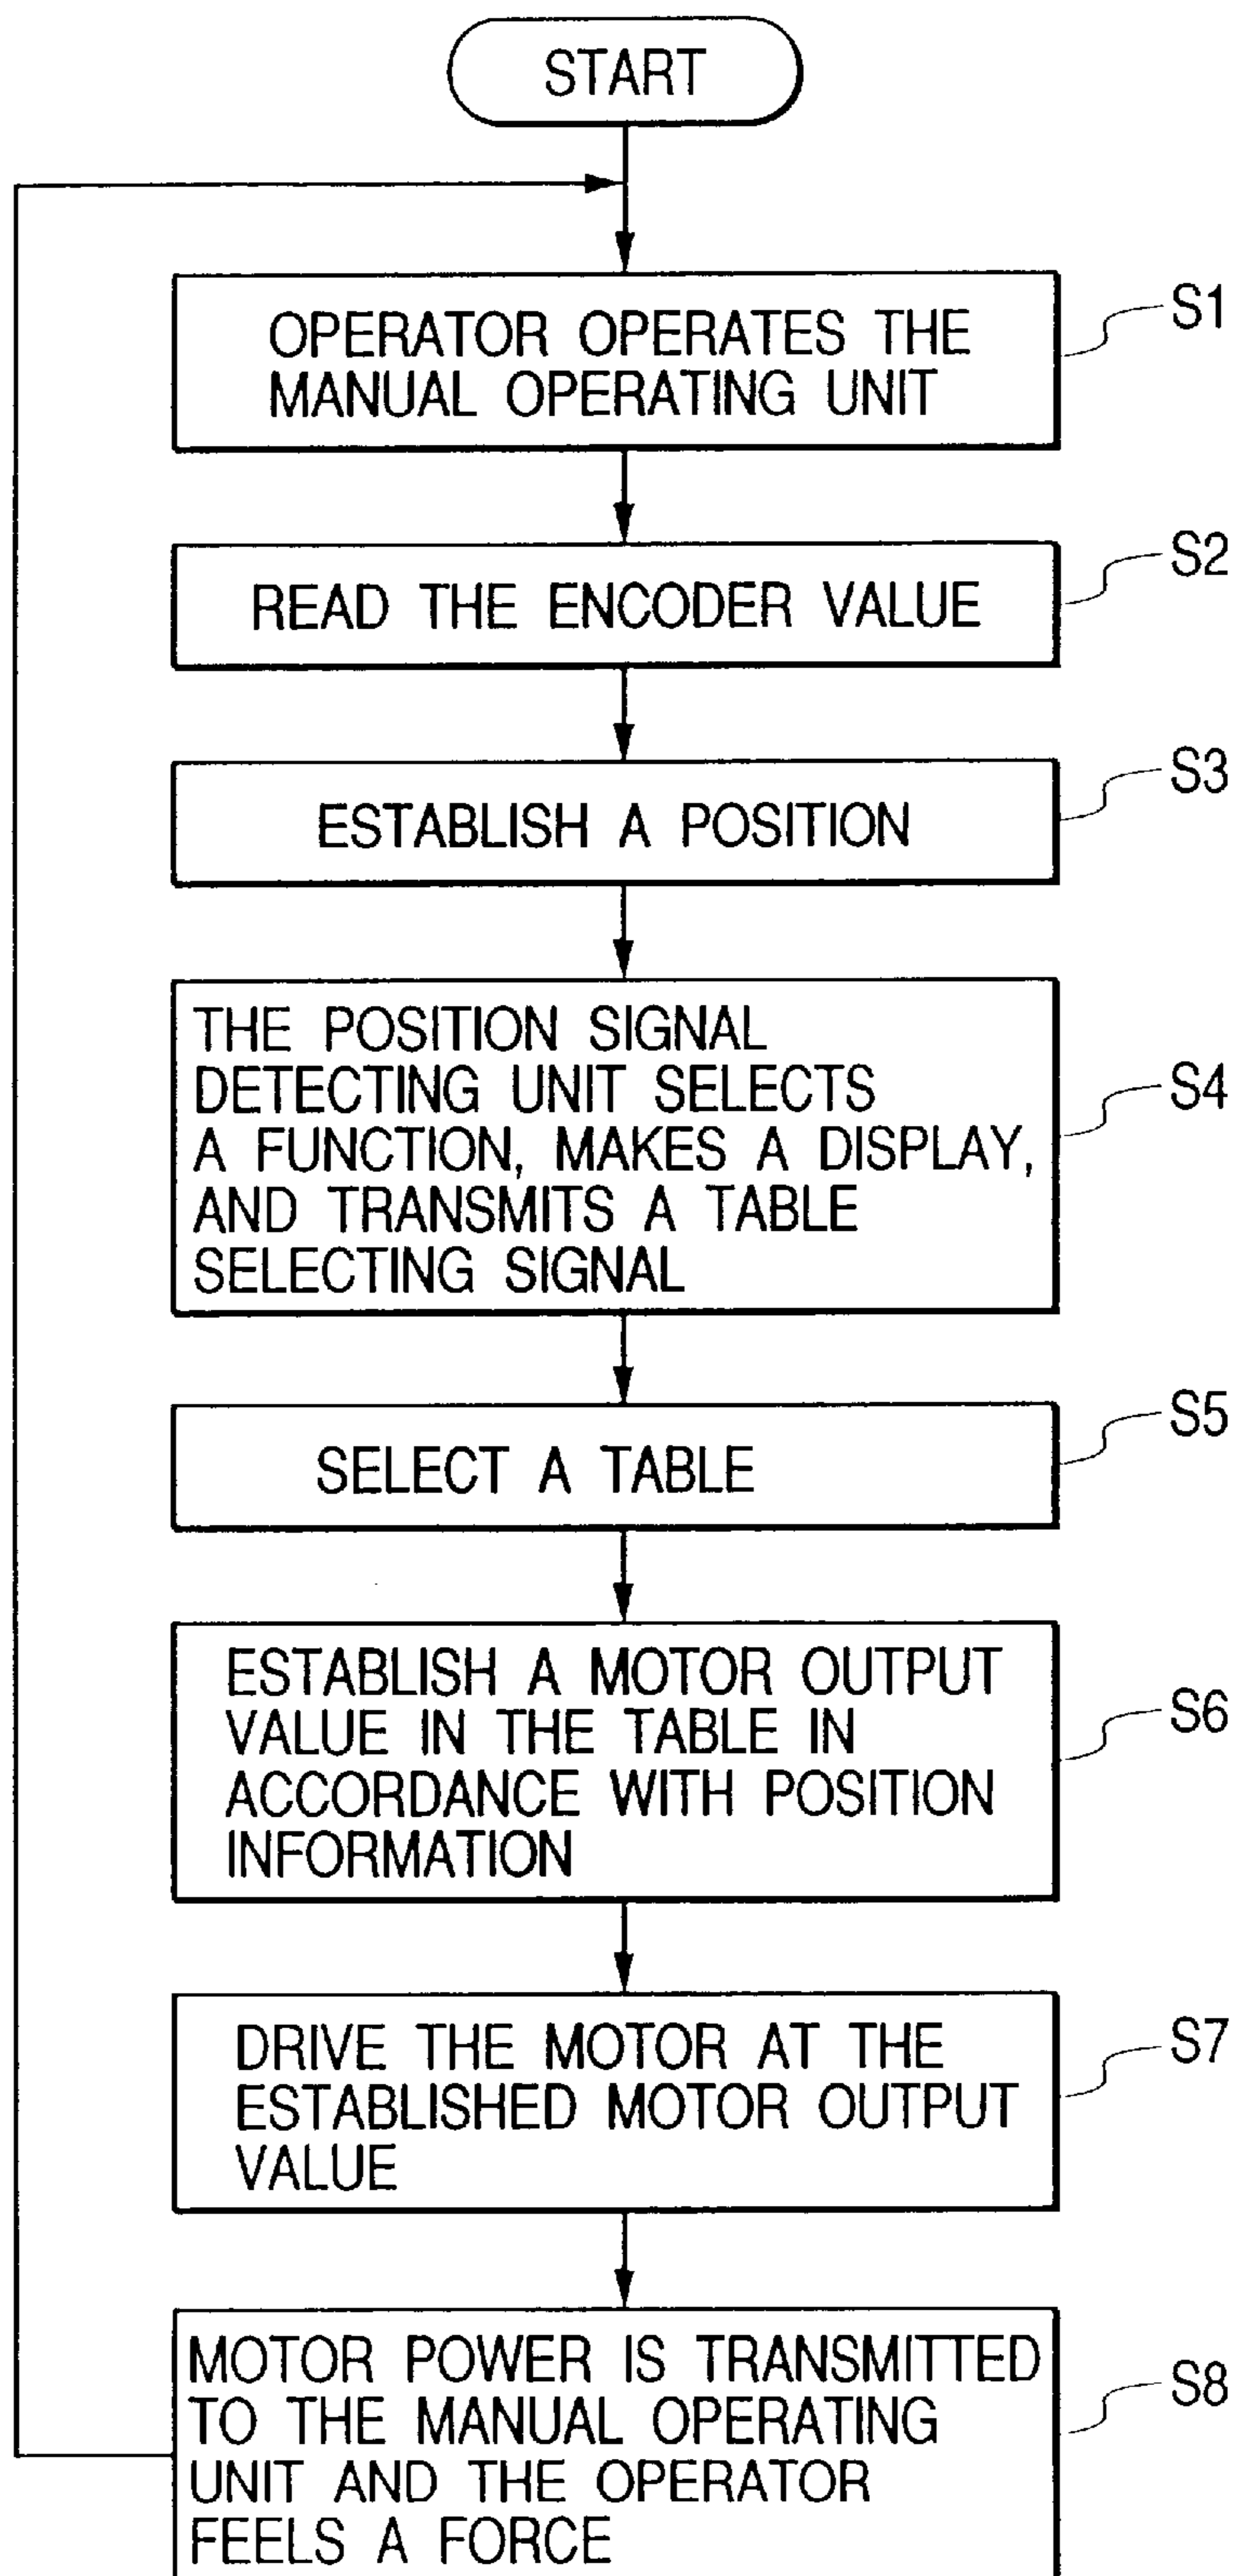 START
OPERATOR OPERATES THE
MANUAL OPERATING UNIT
S1
READ THE ENCODER VALUE
S2
ESTABLISH A POSITION
S3
THE POSITION SIGNAL
DETECTING UNIT SELECTS
A FUNCTION, MAKES A DISPLAY,
AND TRANSMITS A TABLE
SELECTING SIGNAL
S4
SELECT A TABLE
S5
ESTABLISH A MOTOR OUTPUT
VALUE IN THE TABLE IN
ACCORDANCE WITH POSITION
INFORMATION
S6
DRIVE THE MOTOR AT THE
ESTABLISHED MOTOR OUTPUT
VALUE
S7
MOTOR POWER IS TRANSMITTED
TO THE MANUAL OPERATING
UNIT AND THE OPERATOR
FEELS A FORCE
S8